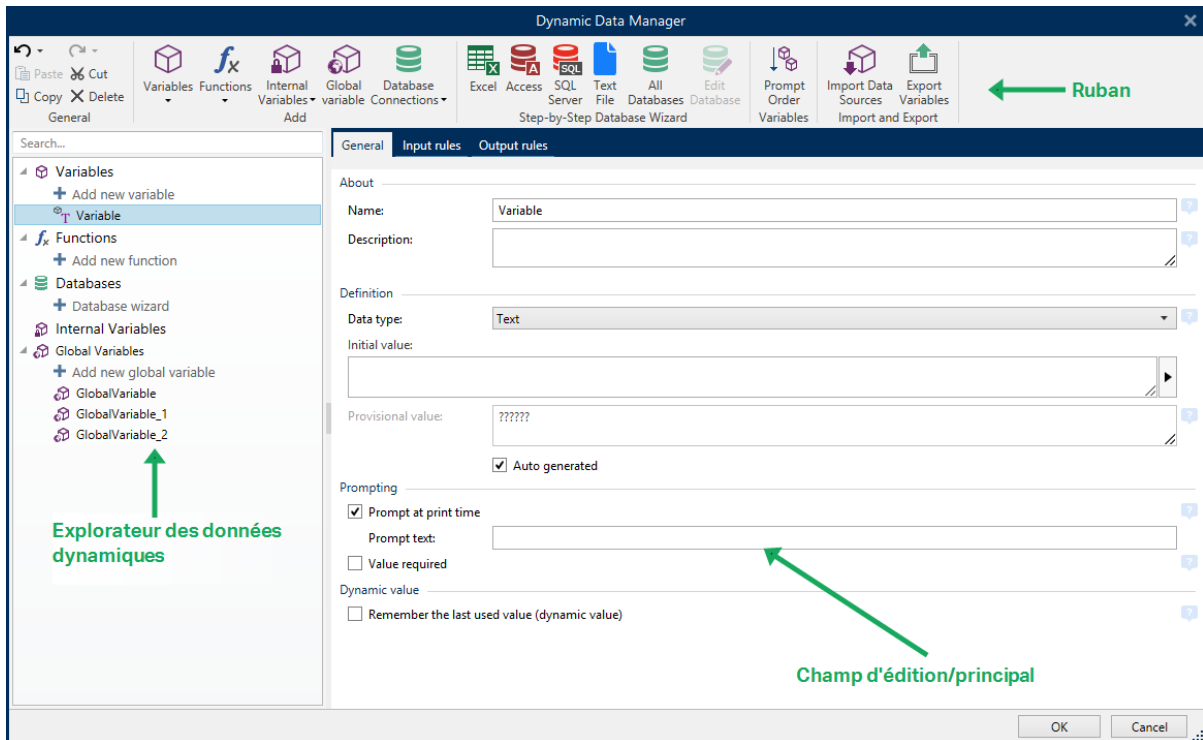 Dynamic Data Manager
Paste Cut
Copy Delete
General
Variables Functions Internal Variables Global variable Database Connections
Add
Excel Access SQL Server Text File All Databases Edit Database
Step-by-Step Database Wizard
Prompt Order
Variables
Import Data Sources Export Variables
Import and Export
Ruban
Search...
Variables
Add new variable
Variable
Functions
Add new function
Databases
Database wizard
Internal Variables
Global Variables
Add new global variable
GlobalVariable
GlobalVariable_1
GlobalVariable_2
Explorateur des données
dynamiques
General Input rules Output rules
About
Name: Variable
Description:
Definition
Data type: Text
Initial value:
Provisional value: ??????
Auto generated
Prompting
Prompt at print time
Prompt text:
Value required
Dynamic value
Remember the last used value (dynamic value)
Champ d'édition/principal
OK Cancel